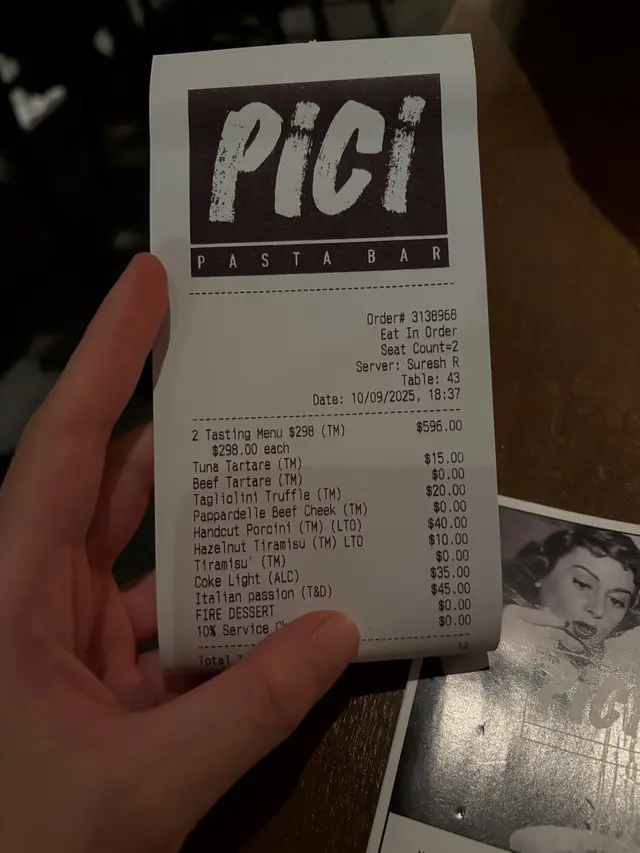 PiCi
PASTA BAR
Order# 3138968
Eat In Order
Seat Count=2
Server: Suresh R
Table: 43
Date: 10/09/2025, 18:37
2 Tasting Menu $298 (TM) $596.00
$298.00 each
Tuna Tartare (TM) $15.00
Beef Tartare (TM) $0.00
Tagliolini Truffle (TM) $20.00
Pappardelle Beef Cheek (TM) $0.00
Handcut Porcini (TM) (LTO) $40.00
Hazelnut Tiramisu (TM) LTO $10.00
Tiramisu' (TM) $0.00
Coke Light (ALC) $35.00
Italian passion (T&D) $45.00
FIRE DESSERT $0.00
10% Service $0.00
Total 12
PiCi